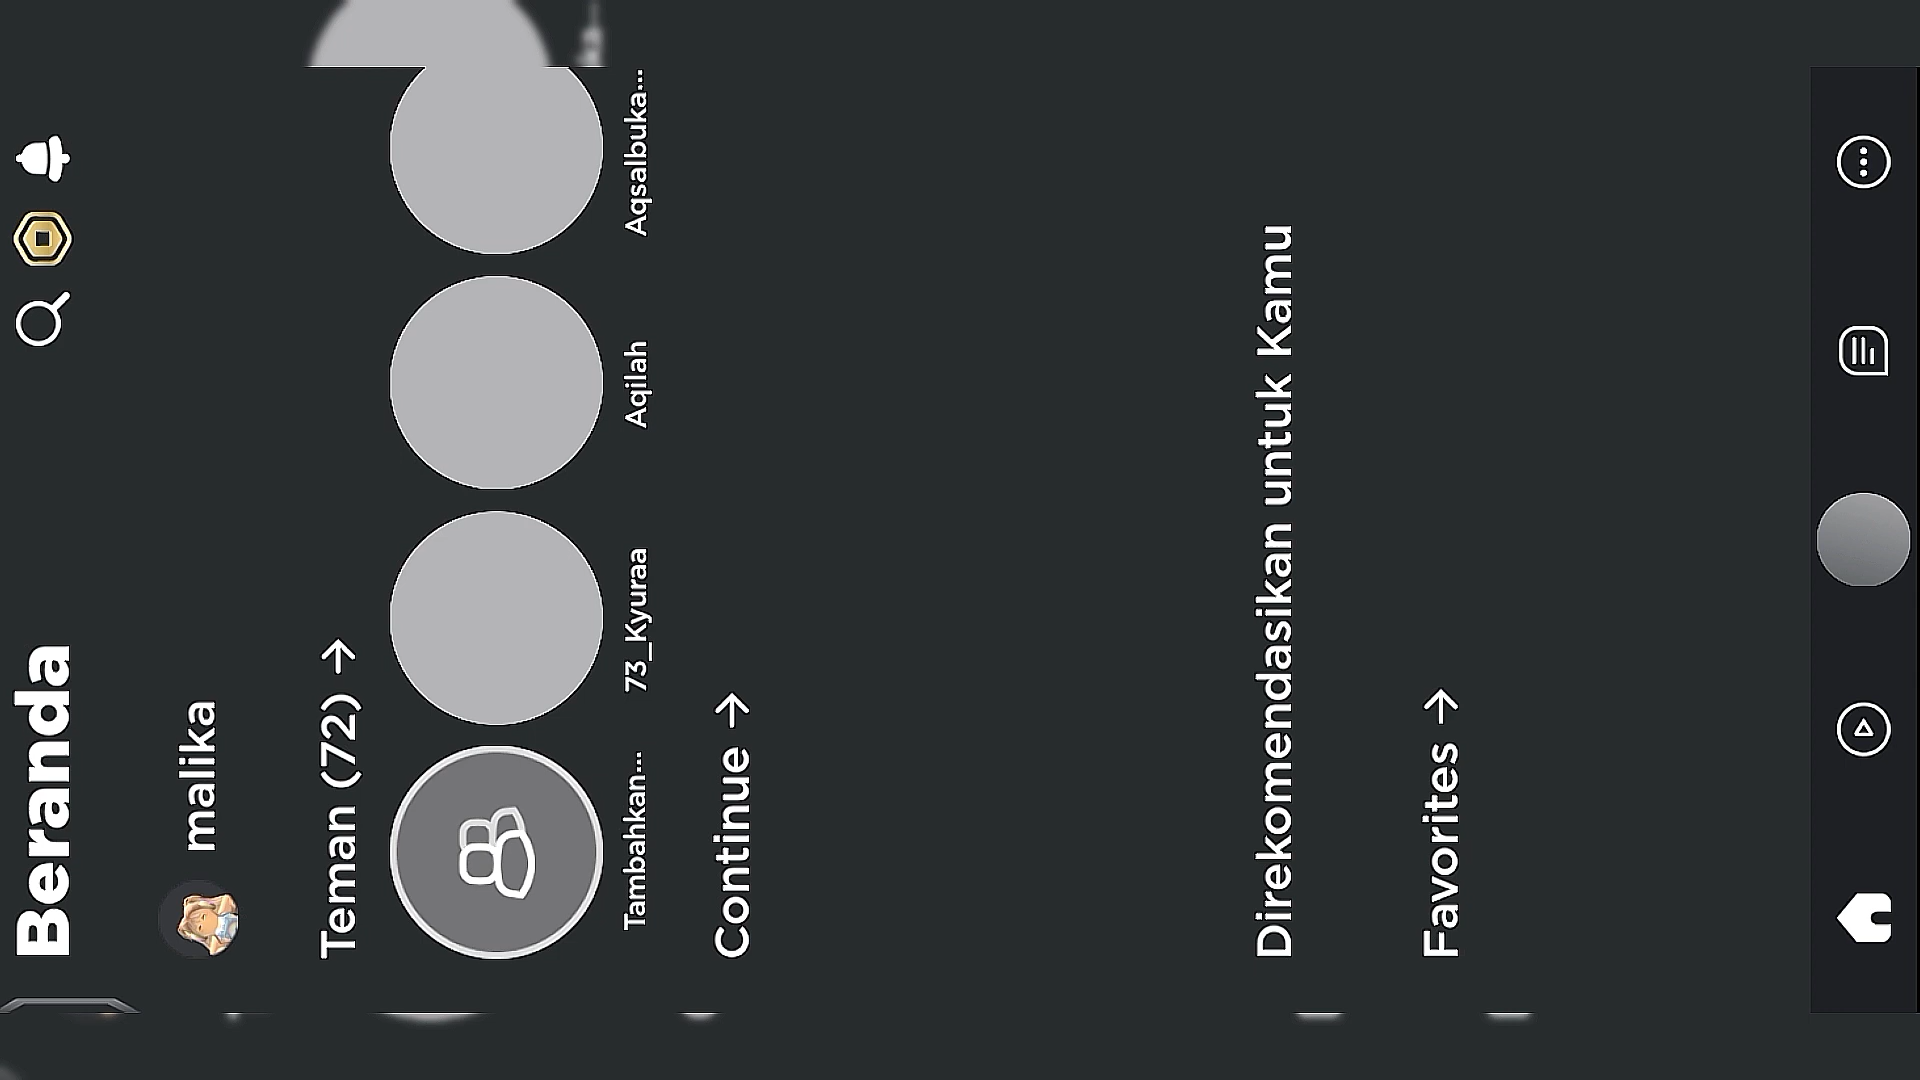 Beranda
malika
Teman (72) →
Tambahkan...
73_Kyuraa
Aqilah
Aqsalbuka...
Continue →
Direkomendasikan untuk Kamu
Favorites →